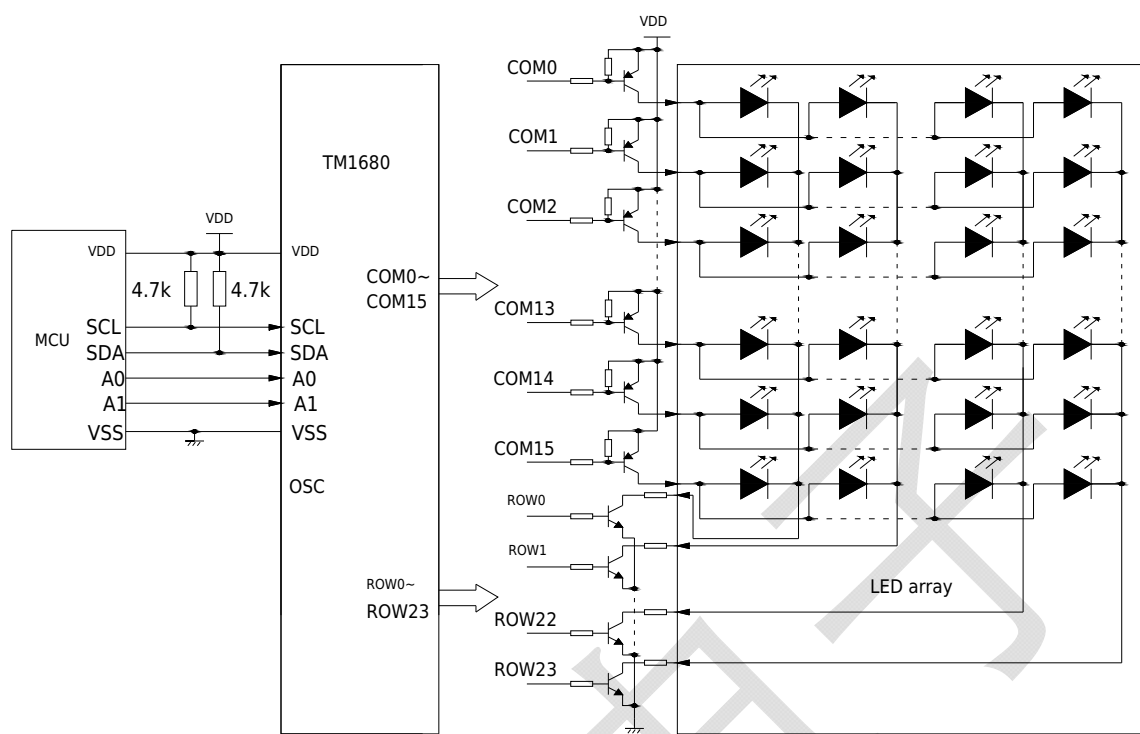 VDD
COM0
COM1
TM1680
COM2
VDD
VDD
VDD
COM0~
COM15
4.7k
4.7k
COM13
SCL
SCL
MCU
SDA
SDA
A0
A0
COM14
A1
A1
VSS
VSS
COM15
OSC
ROW0
ROW1
ROW0~
ROW23
LED array
ROW22
ROW23
子